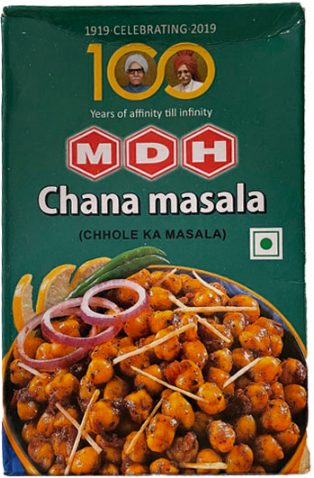 1919·CELEBRATING·2019
100
Years of affinity till infinity
MDH
Chana masala
(CHHOLE KA MASALA)